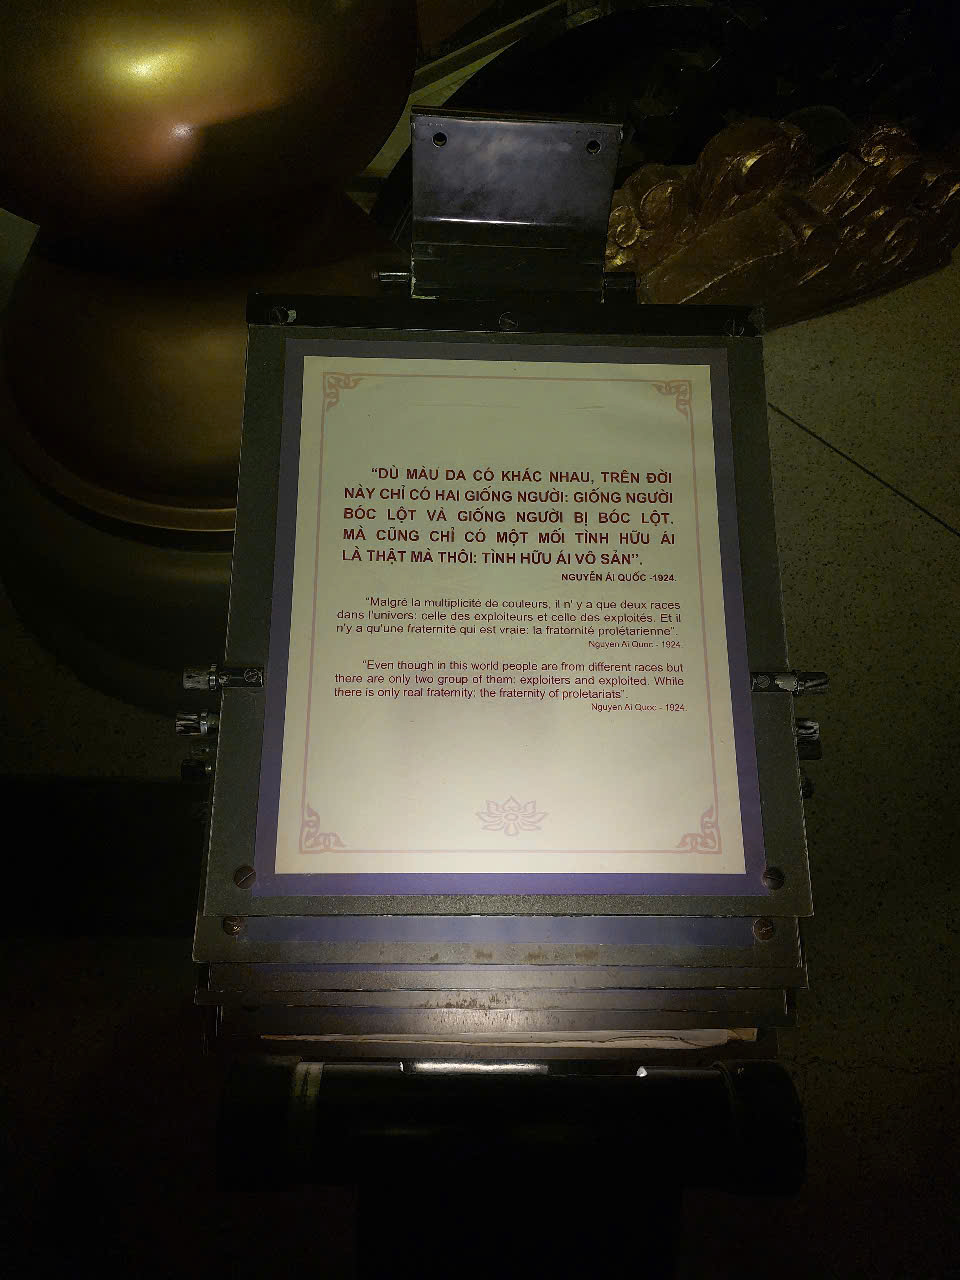 “DÙ MÀU DA CÓ KHÁC NHAU, TRÊN ĐỜI
NÀY CHỈ CÓ HAI GIỐNG NGƯỜI: GIỐNG NGƯỜI
BÓC LỘT VÀ GIỐNG NGƯỜI BỊ BÓC LỘT.
MÀ CŨNG CHỈ CÓ MỘT MỐI TÌNH HỮU ÁI
LÀ THẬT MÀ THÔI: TÌNH HỮU ÁI VÔ SẢN”.
NGUYỄN ÁI QUỐC -1924.
“Malgré la multiplicité de couleurs, il n' y a que deux races
dans l'univers: celle des exploiteurs et celle des exploités. Et il
n'y a qu'une fraternité qui est vraie: la fraternité prolétarienne”.
Nguyen Ai Quoc - 1924.
“Even though in this world people are from different races but
there are only two group of them: exploiters and exploited. While
there is only real fraternity: the fraternity of proletariats”.
Nguyen Ai Quoc - 1924.